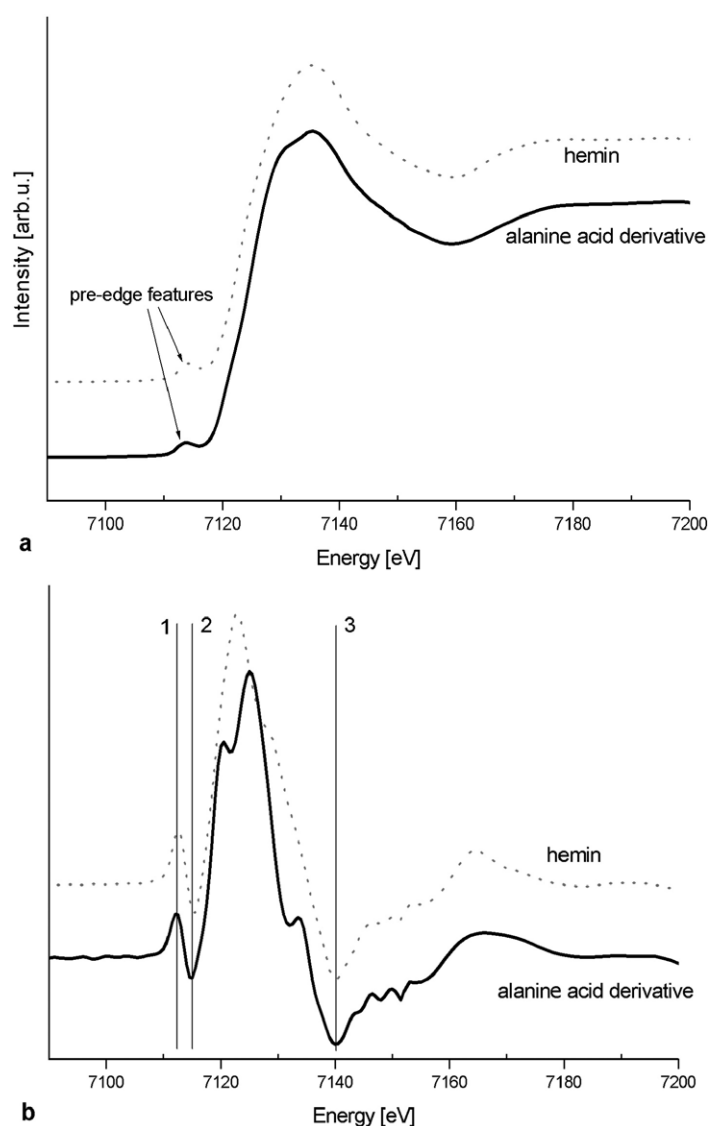 Intensity [arb.u.]
hemin
alanine acid derivative
pre-edge features
7100 7120 7140 7160 7180 7200
a
Energy [eV]
1 2 3
hemin
alanine acid derivative
7100 7120 7140 7160 7180 7200
b
Energy [eV]